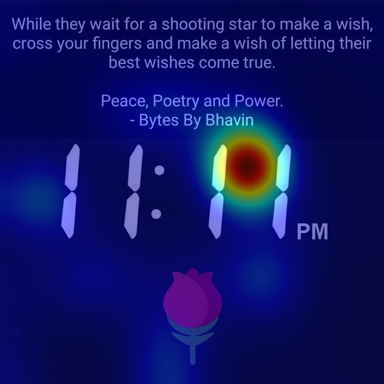 While they wait for a shooting star to make a wish,
cross your fingers and make a wish of letting their
best wishes come true.
Peace, Poetry and Power.
- Bytes By Bhavin
11:11 PM